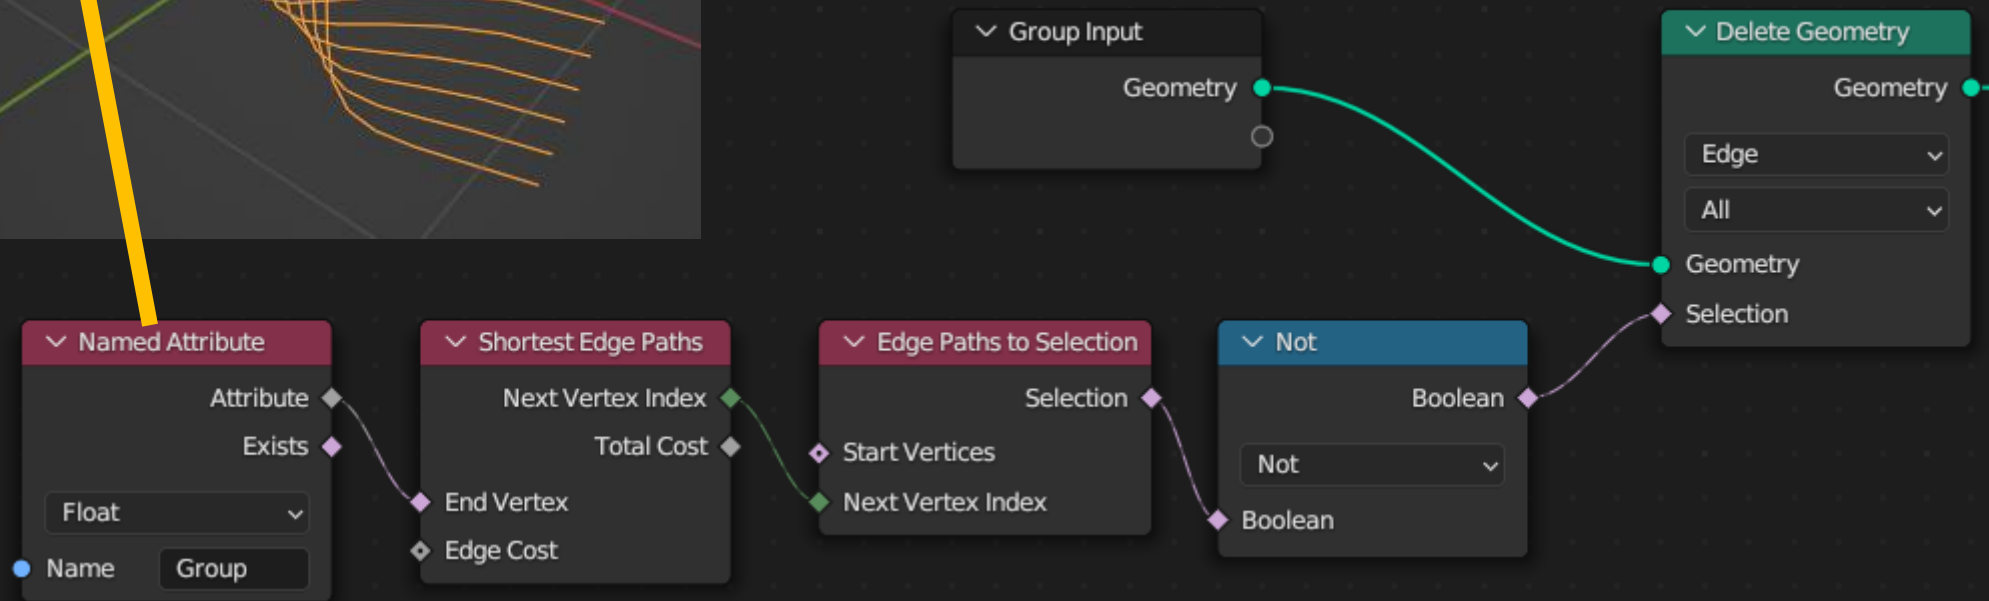 Group Input
Geometry
Delete Geometry
Geometry
Edge
All
Geometry
Selection
Named Attribute
Attribute
Exists
Float
Name
Group
Shortest Edge Paths
Next Vertex Index
Total Cost
End Vertex
Edge Cost
Edge Paths to Selection
Selection
Start Vertices
Next Vertex Index
Not
Boolean
Not
Boolean